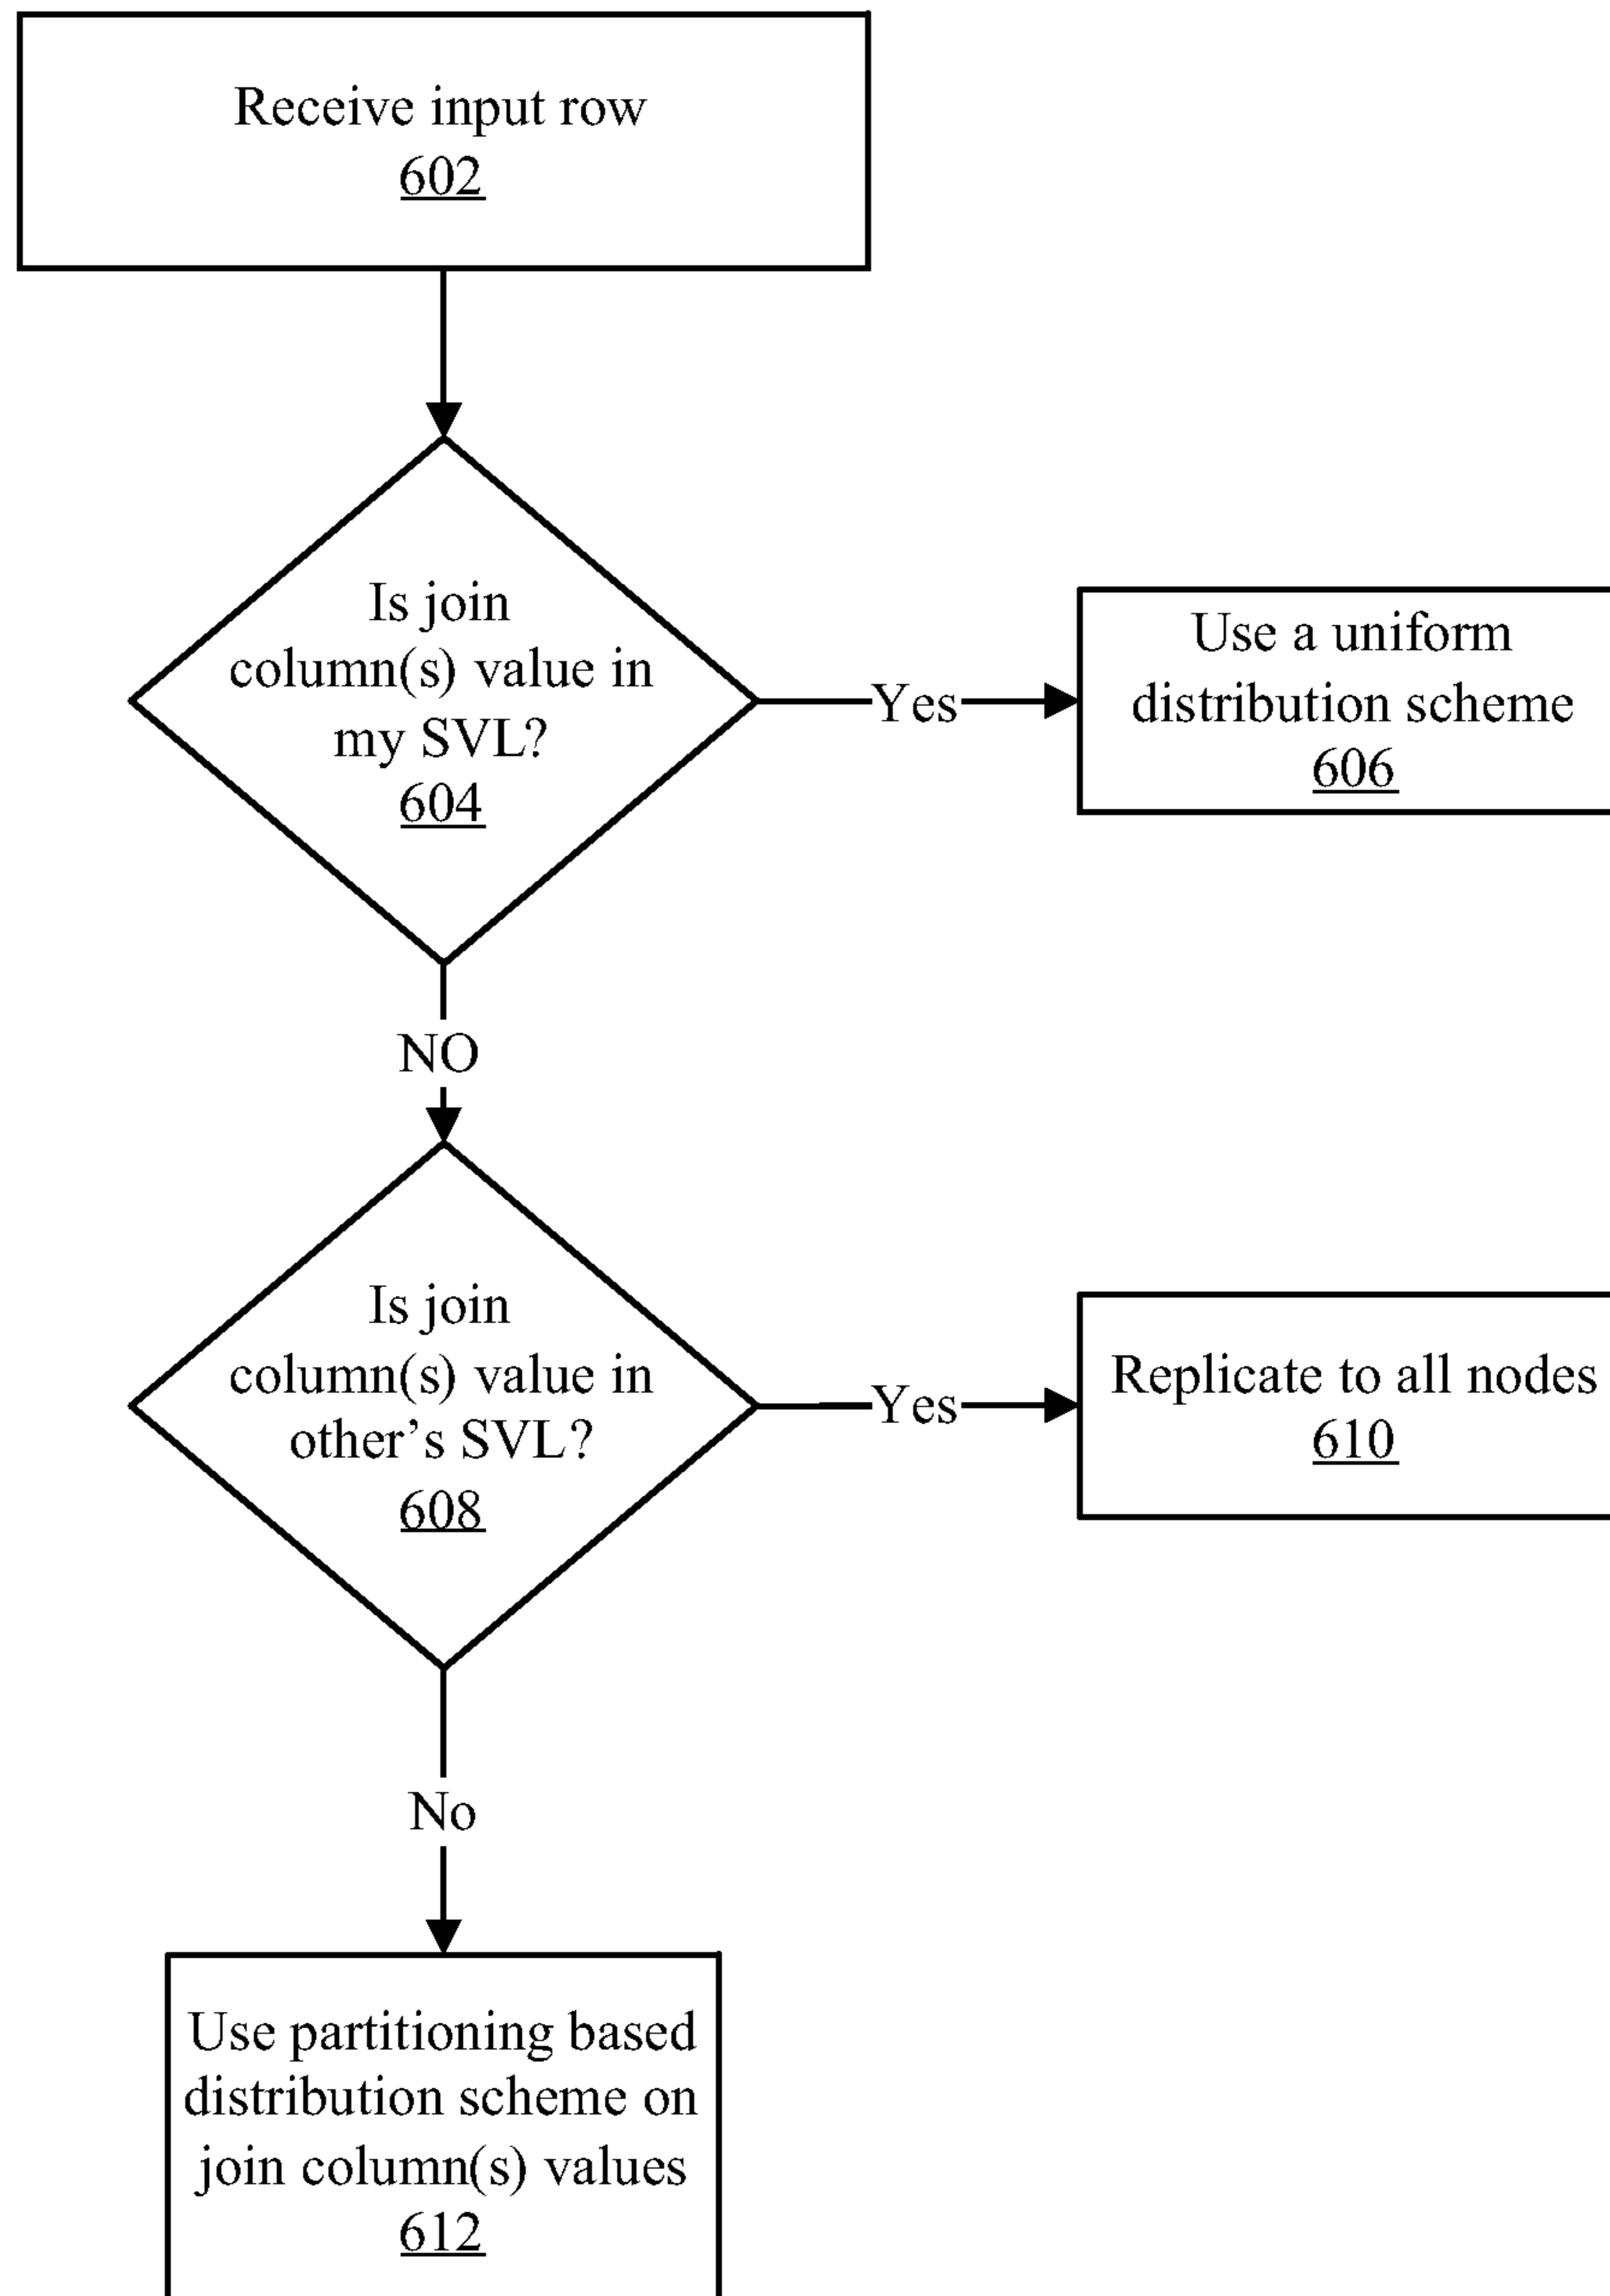 Receive input row
602
Is join
column(s) value in
my SVL?
604
Yes
Use a uniform
distribution scheme
606
NO
Is join
column(s) value in
other’s SVL?
608
Yes
Replicate to all nodes
610
No
Use partitioning based
distribution scheme on
join column(s) values
612